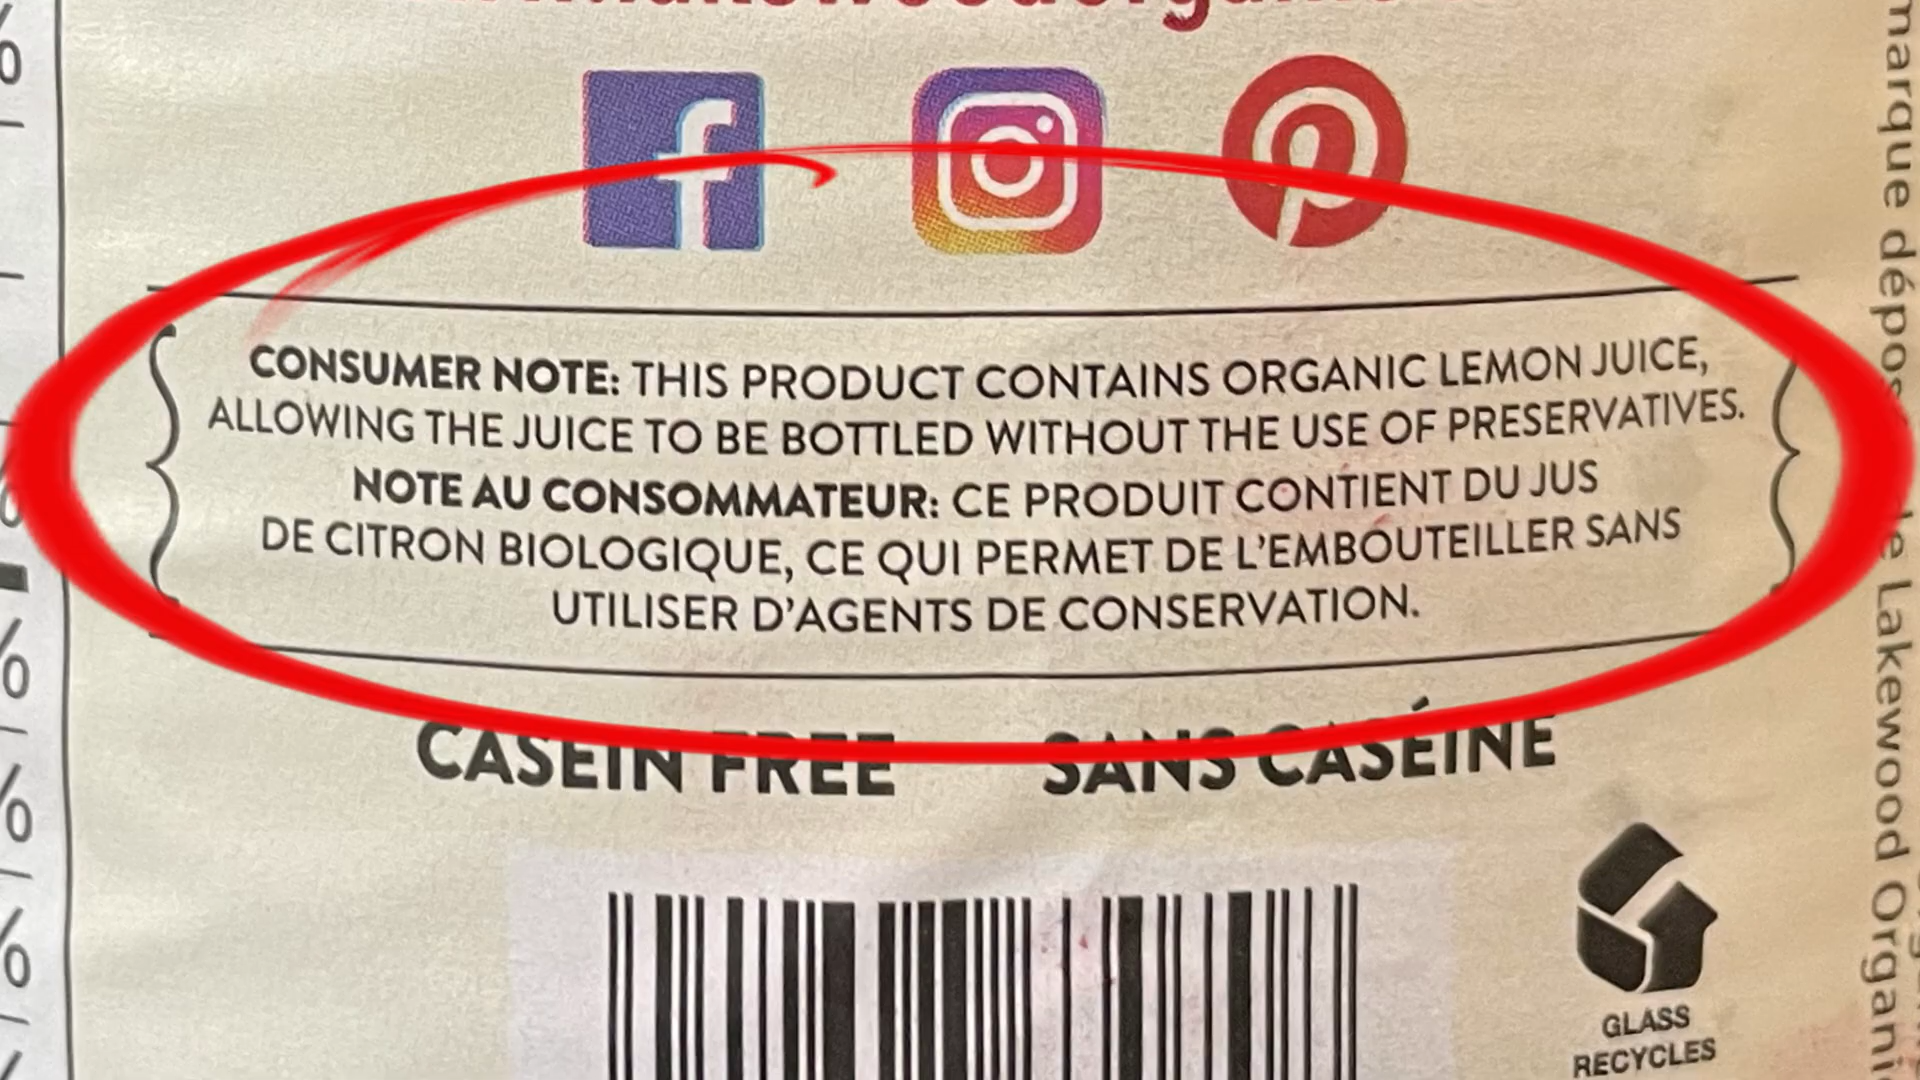 CONSUMER NOTE: THIS PRODUCT CONTAINS ORGANIC LEMON JUICE,
ALLOWING THE JUICE TO BE BOTTLED WITHOUT THE USE OF PRESERVATIVES.
NOTE AU CONSOMMATEUR: CE PRODUIT CONTIENT DU JUS
DE CITRON BIOLOGIQUE, CE QUI PERMET DE L'EMBOUTEILLER SANS
UTILISER D'AGENTS DE CONSERVATION.
CASEIN FREE SANS CASÉINE
GLASS
RECYCLES
marque
Lakewood